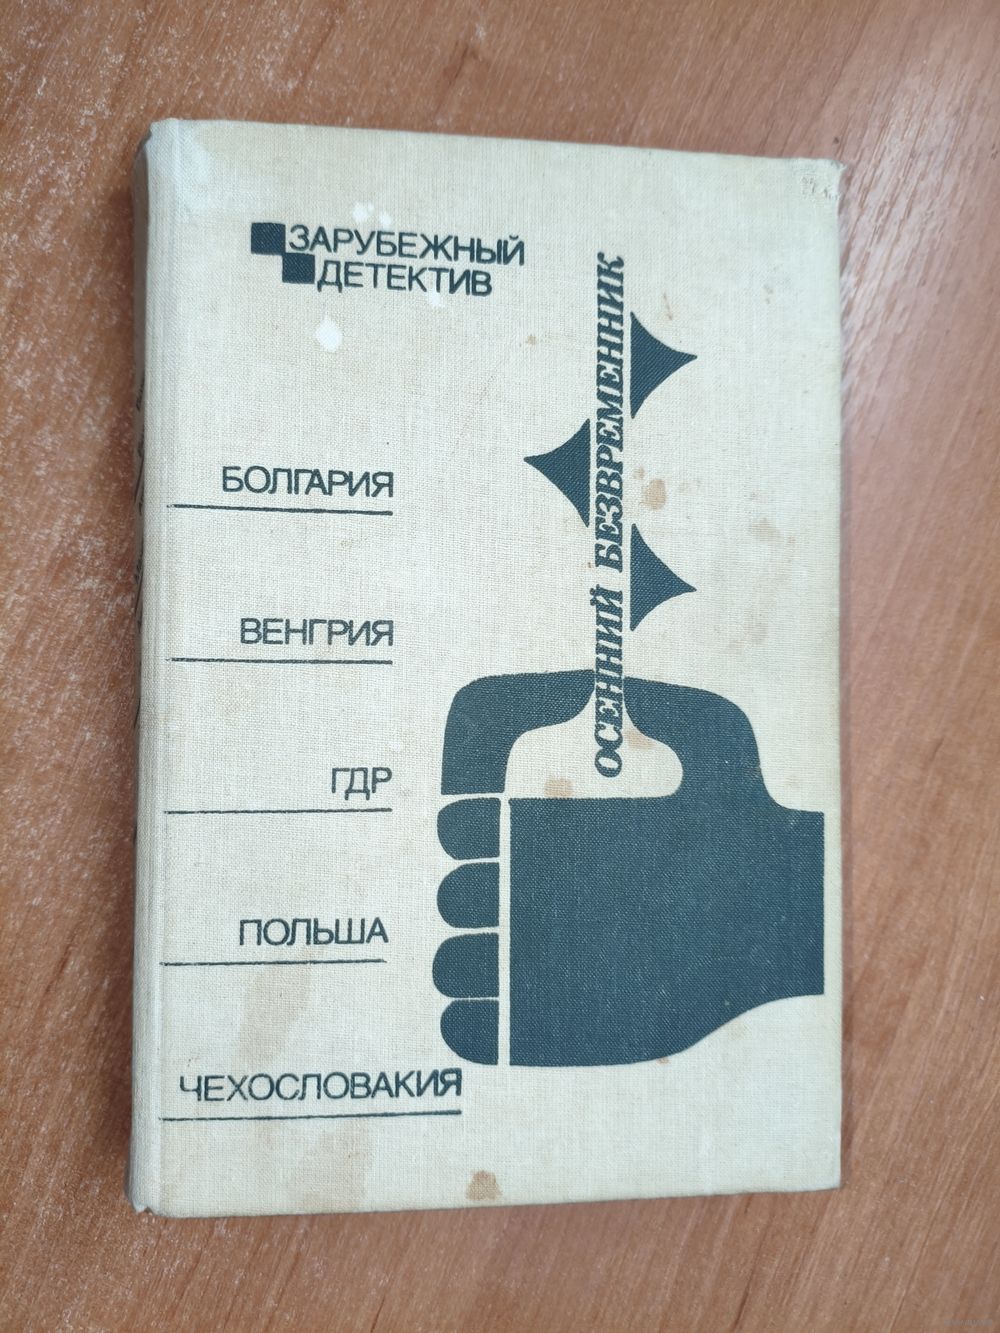 ЗАРУБЕЖНЫЙ
ДЕТЕКТИВ
ОСЕННИЙ БЕЗВРЕМЕННИК
БОЛГАРИЯ
ВЕНГРИЯ
ГДР
ПОЛЬША
ЧЕХОСЛОВАКИЯ